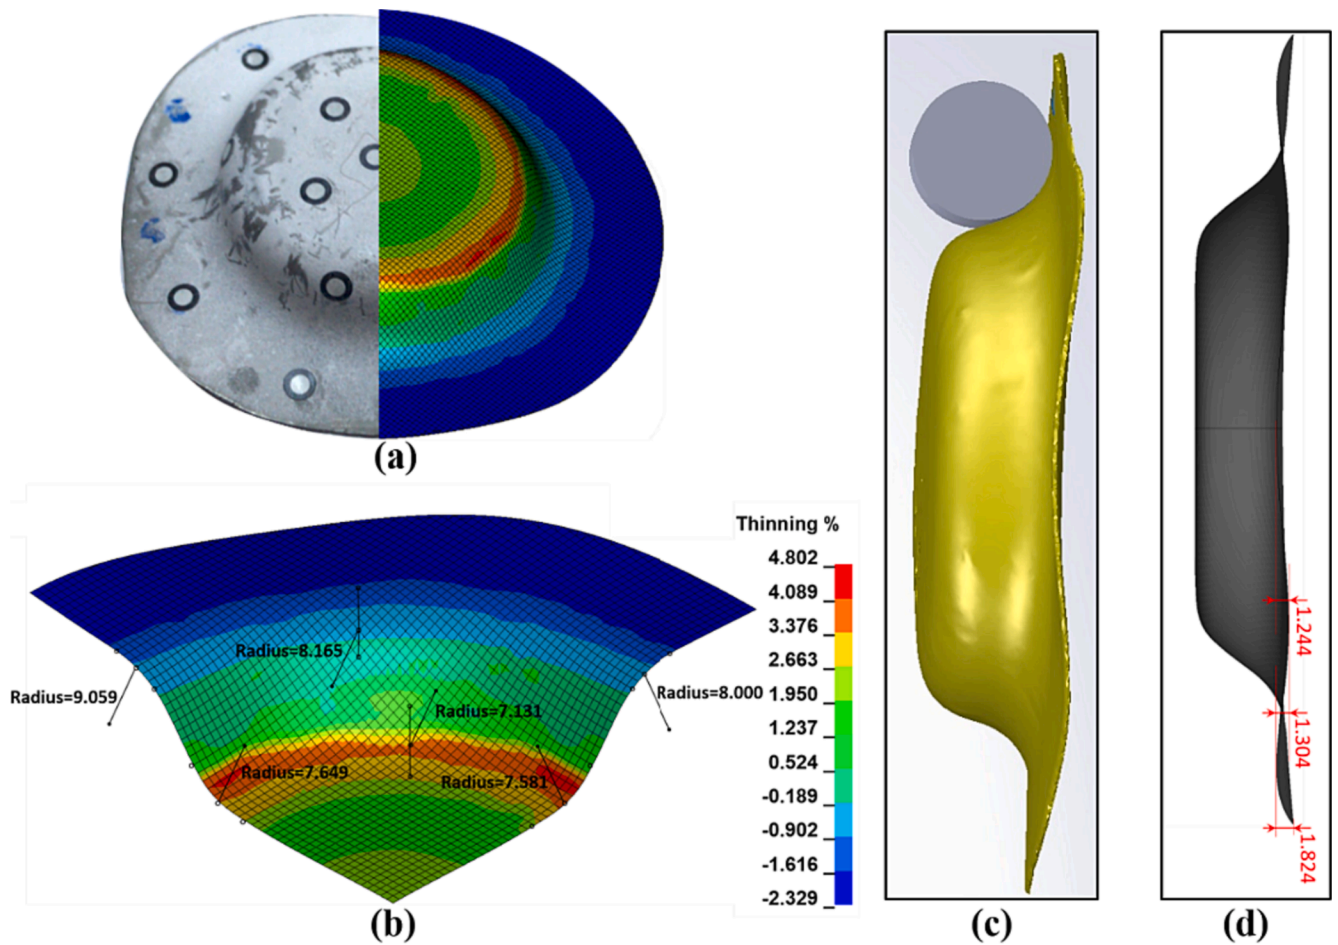 (a)
Thinning %
4.802
4.089
3.376
2.663
1.950
1.237
0.524
-0.189
-0.902
-1.616
-2.329
Radius=8.165
Radius=9.059
Radius=8.000
Radius=7.131
Radius=7.649
Radius=7.581
(b)
(c)
1.244
1.304
1.824
(d)